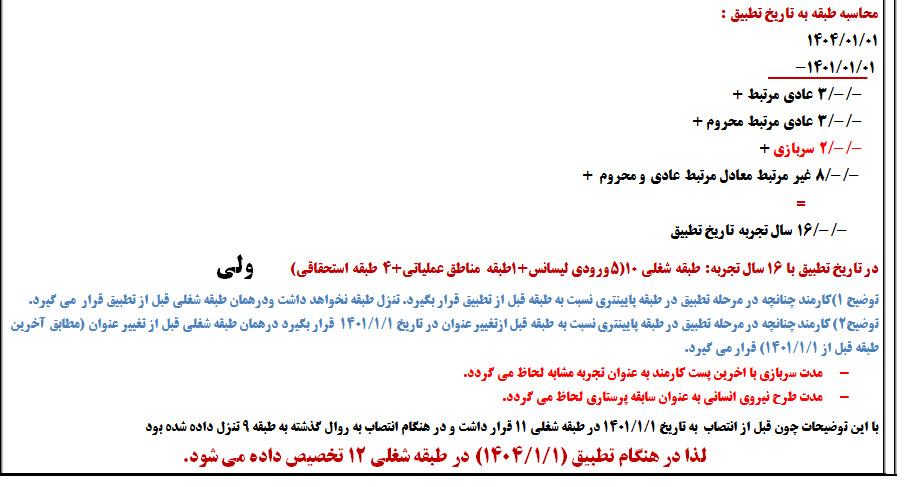 محاسبه طبقه به تاریخ تطبیق :
۱۴۰۴/۰۱/۰۱
۱۴۰۱/۰۱/۰۱–
-/-/۳ عادی مرتبط +
-/-/۳ عادی مرتبط محروم +
-/-/۲ سربازی +
-/-/۸ غیر مرتبط معادل مرتبط عادی و محروم +
=
-/-/۱۶ سال تجربه تاریخ تطبیق
در تاریخ تطبیق با ۱۶ سال تجربه: طبقه شغلی ۱۰(۵ورودی لیسانس+۱طبقه مناطق عملیاتی+۴ طبقه استحقاقی) ولی
توضیح ۱)کارمند چنانچه در مرحله تطبیق در طبقه پایینتری نسبت به طبقه قبل از تطبیق قرار بگیرد. تنزل طبقه نخواهد داشت ودرهمان طبقه شغلی قبل از تطبیق قرار می گیرد.
توضیح۲) کارمند چنانچه در مرحله تطبیق در طبقه پایینتری نسبت به طبقه قبل ازتغییر عنوان در تاریخ ۱۴۰۱/۱/۱ قرار بگیرد درهمان طبقه شغلی قبل از تغییر عنوان (مطابق آخرین
طبقه قبل از ۱۴۰۱/۱/۱) قرار می گیرد.
– مدت سربازی با اخرین پست کارمند به عنوان تجربه مشابه لحاظ می گردد.
– مدت طرح نیروی انسانی به عنوان سابقه پرستاری لحاظ می گردد.
با این توضیحات چون قبل از انتصاب به تاریخ ۱۴۰۱/۱/۱ در طبقه شغلی ۱۱ قرار داشت و در هنگام انتصاب به روال گذشته به طبقه ۹ تنزل داده شده بود
لذا در هنگام تطبیق (۱۴۰۴/۱/۱) در طبقه شغلی ۱۲ تخصیص داده می شود.